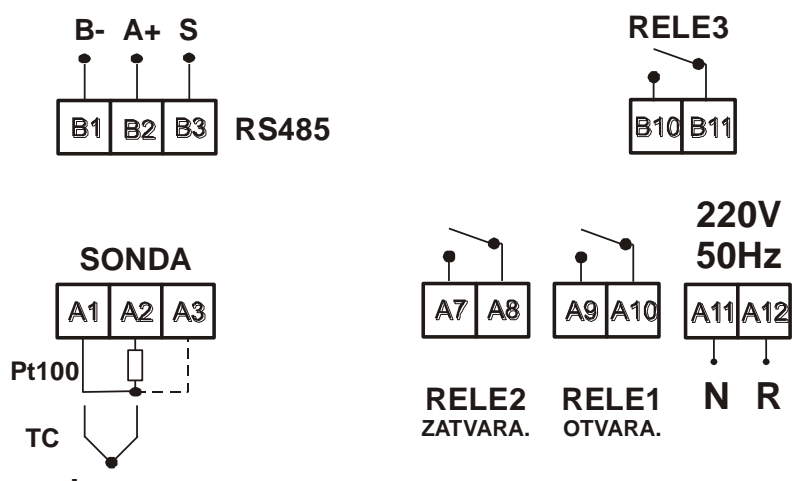 B- A+ S
B1 B2 B3 RS485
RELE3
B10 B11
SONDA
A1 A2 A3
Pt100
TC
A7 A8
RELE2
ZATVARA.
A9 A10
RELE1
OTVARA.
220V
50Hz
A11 A12
N R